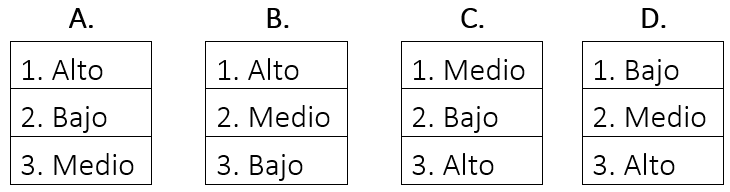 A. B. C. D.
1. Alto 1. Alto 1. Medio 1. Bajo
2. Bajo 2. Medio 2. Bajo 2. Medio
3. Medio 3. Bajo 3. Alto 3. Alto